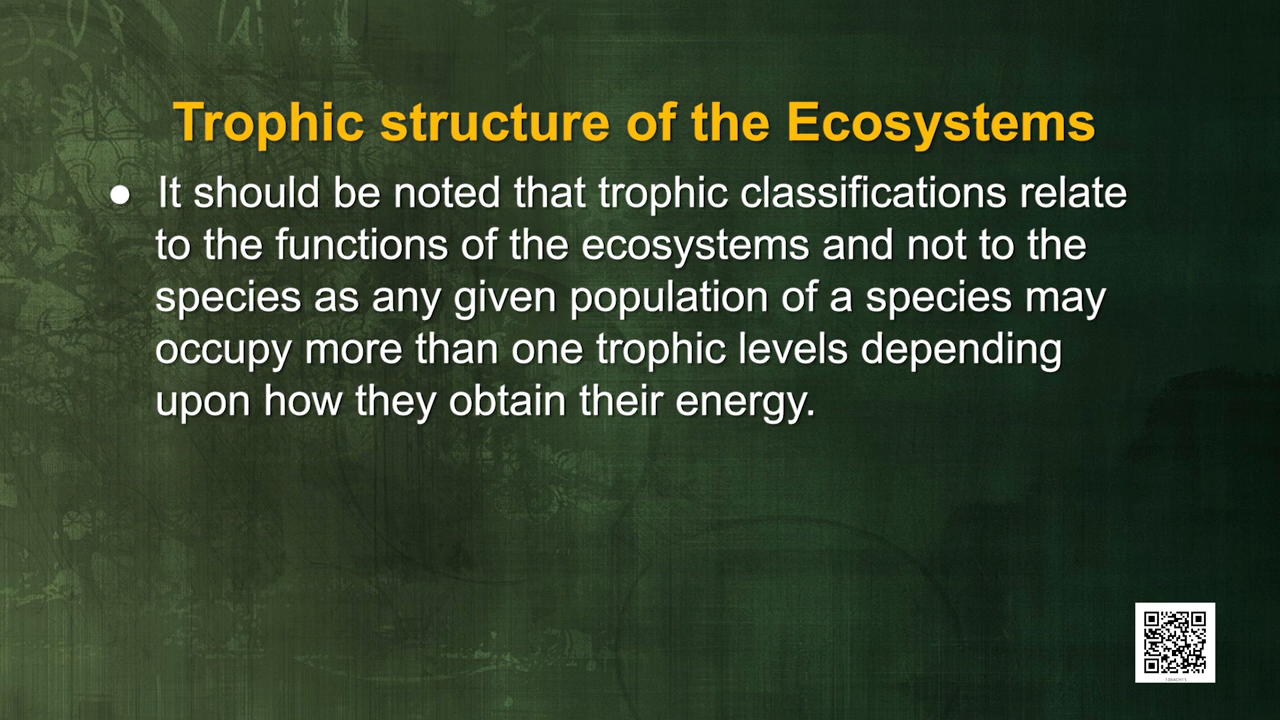 Trophic structure of the Ecosystems
● It should be noted that trophic classifications relate
to the functions of the ecosystems and not to the
species as any given population of a species may
occupy more than one trophic levels depending
upon how they obtain their energy.